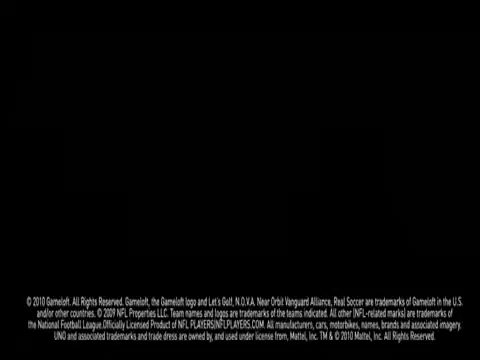 © 2010 Gameloft. All Rights Reserved. Gameloft, the Gameloft logo and Let's Golf, N.O.V.A. Near Orbit Vanguard Alliance, Real Soccer are trademarks of Gameloft in the U.S.
and/or other countries. © 2009 NFL Properties LLC. Team names and logos are trademarks of the teams indicated. All other (NFL-related marks) are trademarks of
the National Football League.Officially Licensed Product of NFL PLAYERS|NFLPLAYERS.COM. All manufacturers, cars, motorbikes, names, brands and associated imagery.
UNO and associated trademarks and trade dress are owned by, and used under license from, Mattel, Inc. TM & © 2010 Mattel, Inc. All Rights Reserved.